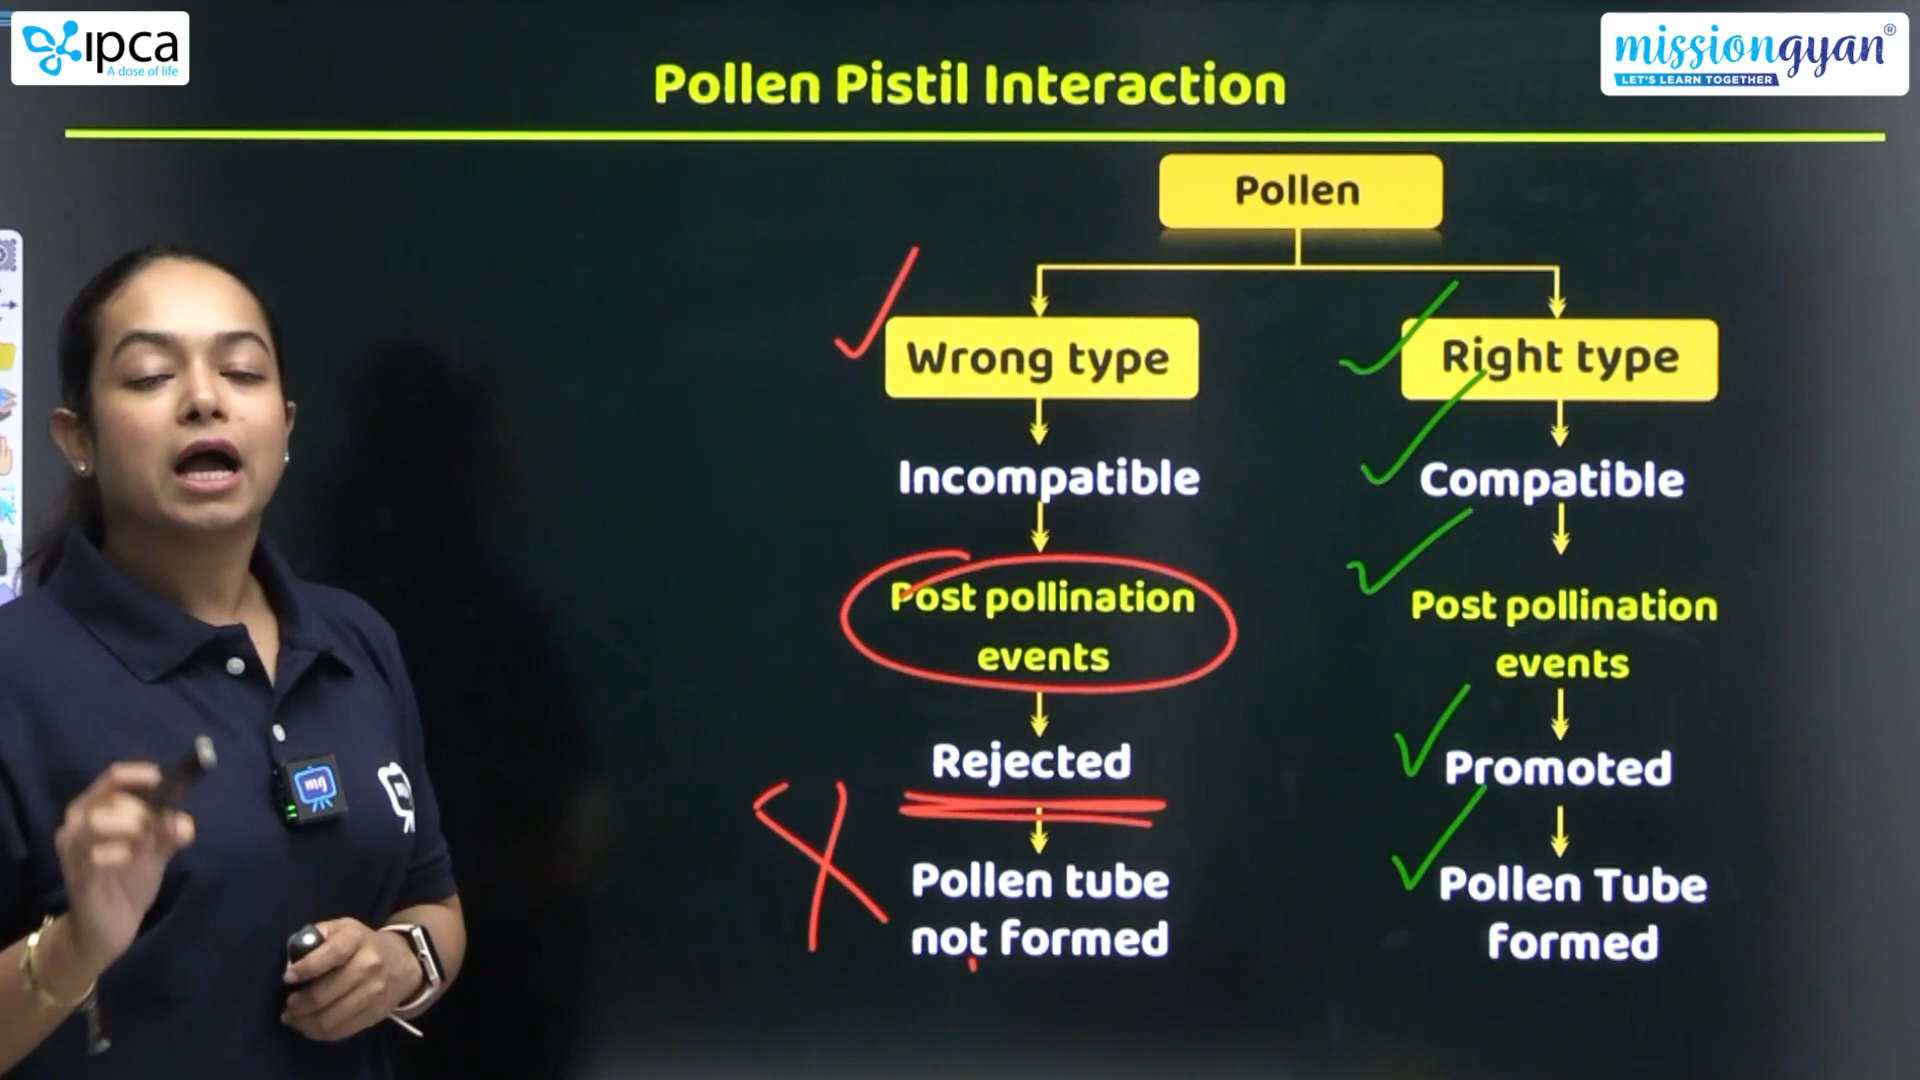 ipca
A dose of life
missiongyan®
LET'S LEARN TOGETHER
Pollen Pistil Interaction
Pollen
Wrong type
Right type
Incompatible
Compatible
Post pollination
events
Post pollination
events
Rejected
Promoted
Pollen tube
not formed
Pollen Tube
formed
mg